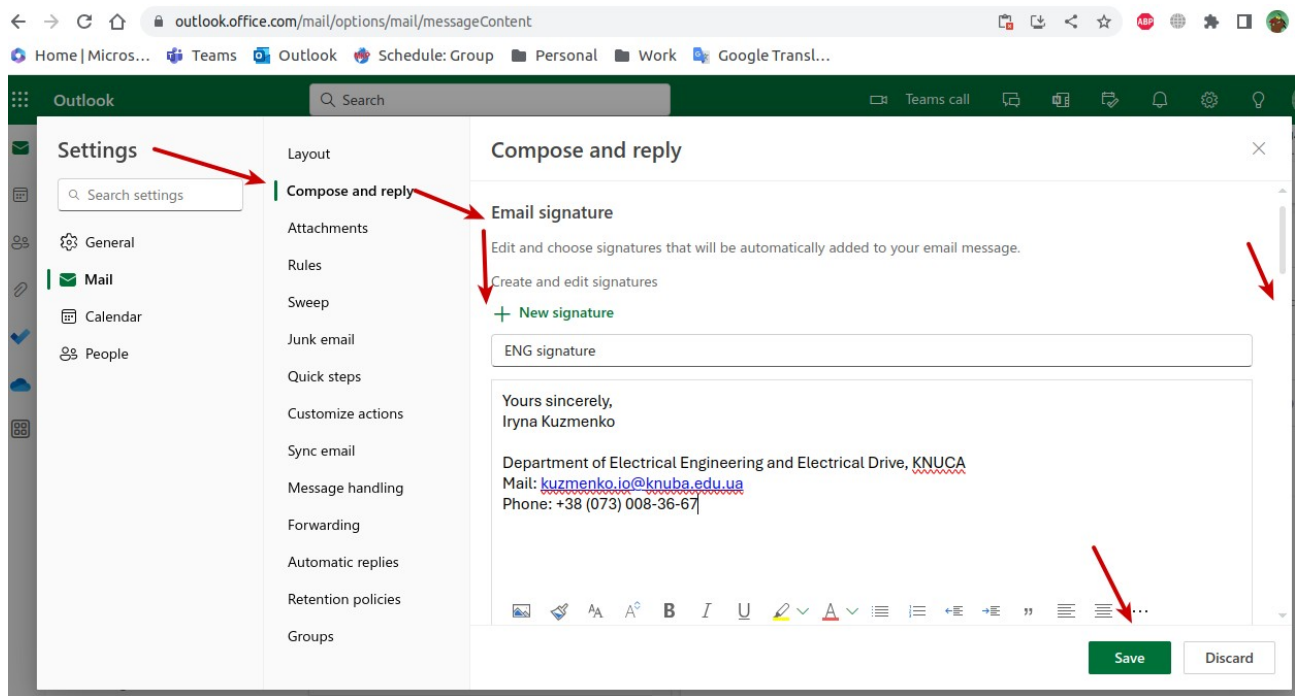 outlook.office.com/mail/options/mail/messageContent
ABP
Home | Micros... Teams Outlook Schedule: Group Personal Work Google Transl...
Outlook
Search
Teams call
Settings
Search settings
General
Mail
Calendar
People
Layout
Compose and reply
Attachments
Rules
Sweep
Junk email
Quick steps
Customize actions
Sync email
Message handling
Forwarding
Automatic replies
Retention policies
Groups
Compose and reply
Email signature
Edit and choose signatures that will be automatically added to your email message.
Create and edit signatures
New signature
ENG signature
Yours sincerely,
Iryna Kuzmenko
Department of Electrical Engineering and Electrical Drive, KNUCA
Mail: kuzmenko.io@knuba.edu.ua
Phone: +38 (073) 008-36-67
Save
Discard